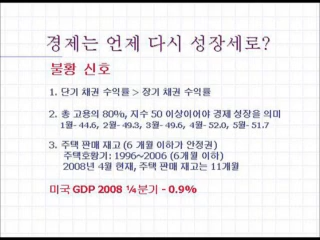 경제는 언제 다시 성장세로?
불황 신호
1. 단기 채권 수익률 > 장기 채권 수익률
2. 총 고용의 80%, 지수 50 이상이어야 경제 성장을 의미
1월- 44.6, 2월- 49.3, 3월- 49.6, 4월- 52.0, 5월- 51.7
3. 주택 판매 재고 (6 개월 이하가 안정권)
주택호황기: 1996~2006 (6개월 이하)
2008년 4월 현재, 주택 판매 재고는 11개월
미국 GDP 2008 ¼분기 - 0.9%